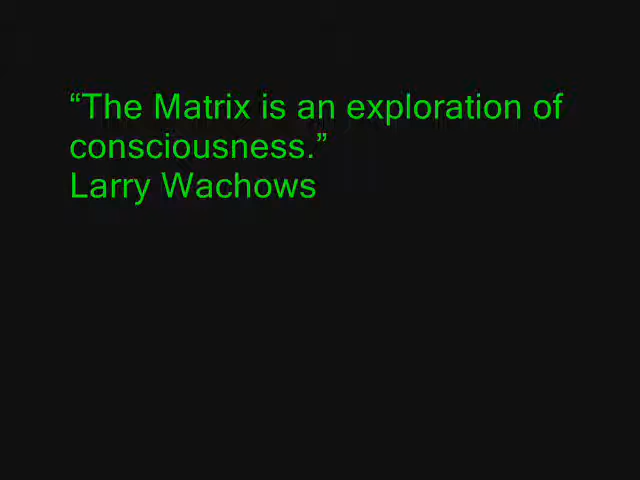 “The Matrix is an exploration of
consciousness.”
Larry Wachows